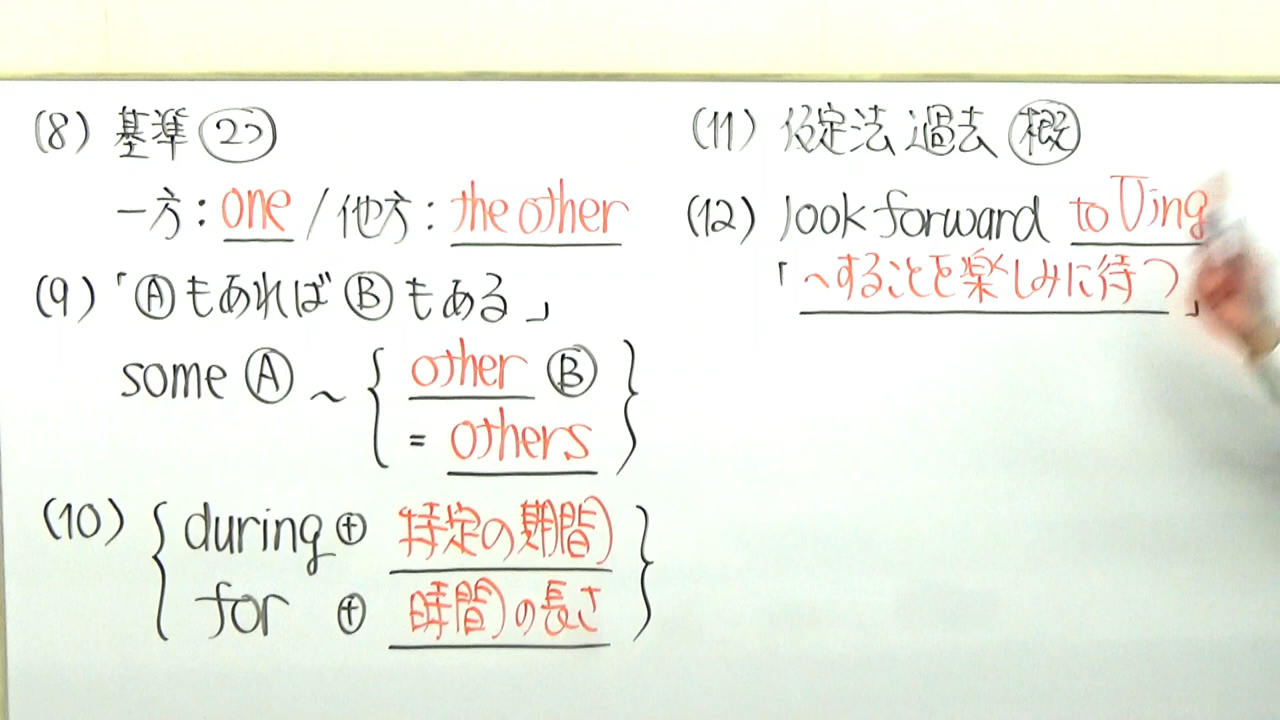 (8) 基準 2つ
一方：one / 他方：the other
(9)「Ⓐもあれば Ⓑもある」
some Ⓐ ～ { other Ⓑ
= others }
(10) { during ⊕ 特定の期間
for ⊕ 時間の長さ }
(11) 仮定法過去 概
(12) look forward to Ving
「～することを楽しみに待つ」